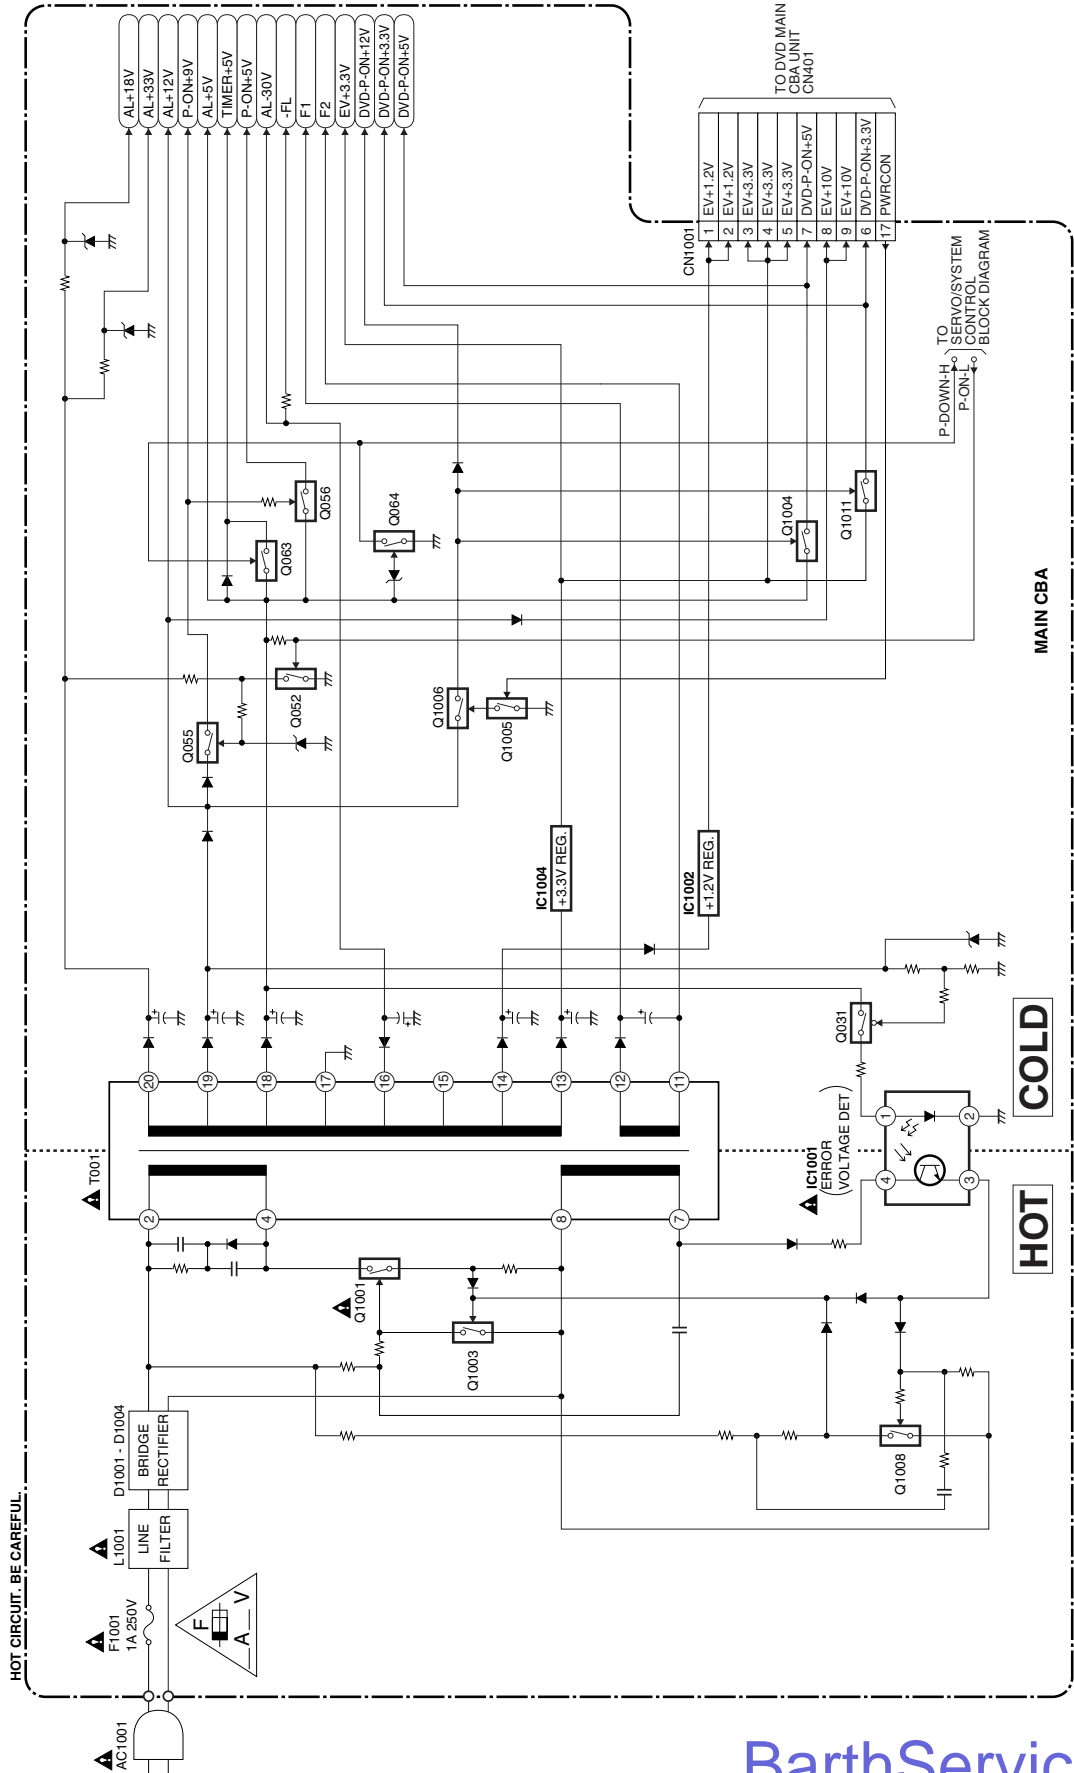 HOT CIRCUIT. BE CAREFUL.
AC1001
F1001
1A 250V
F
A V
L1001
LINE
FILTER
D1001 - D1004
BRIDGE
RECTIFIER
Q1001
Q1003
Q1008
T001
2
4
8
7
20
19
18
17
16
15
14
13
12
11
HOT
COLD
IC1001
ERROR
VOLTAGE DET
4
3
1
2
Q031
IC1004
+3.3V REG.
IC1002
+1.2V REG.
Q055
Q052
Q1006
Q1005
Q063
Q056
Q064
Q1004
Q1011
MAIN CBA
AL+18V
AL+33V
AL+12V
P-ON+9V
AL+5V
TIMER+5V
P-ON+5V
AL-30V
-FL
F1
F2
EV+3.3V
DVD-P-ON+12V
DVD-P-ON+3.3V
DVD-P-ON+5V
CN1001
1 EV+1.2V
2 EV+1.2V
3 EV+3.3V
4 EV+3.3V
5 EV+3.3V
7 DVD-P-ON+5V
8 EV+10V
9 EV+10V
6 DVD-P-ON+3.3V
17 PWRCON
TO DVD MAIN
CBA UNIT
CN401
P-DOWN-H
P-ON-L
TO
SERVO/SYSTEM
CONTROL
BLOCK DIAGRAM
BarthServic